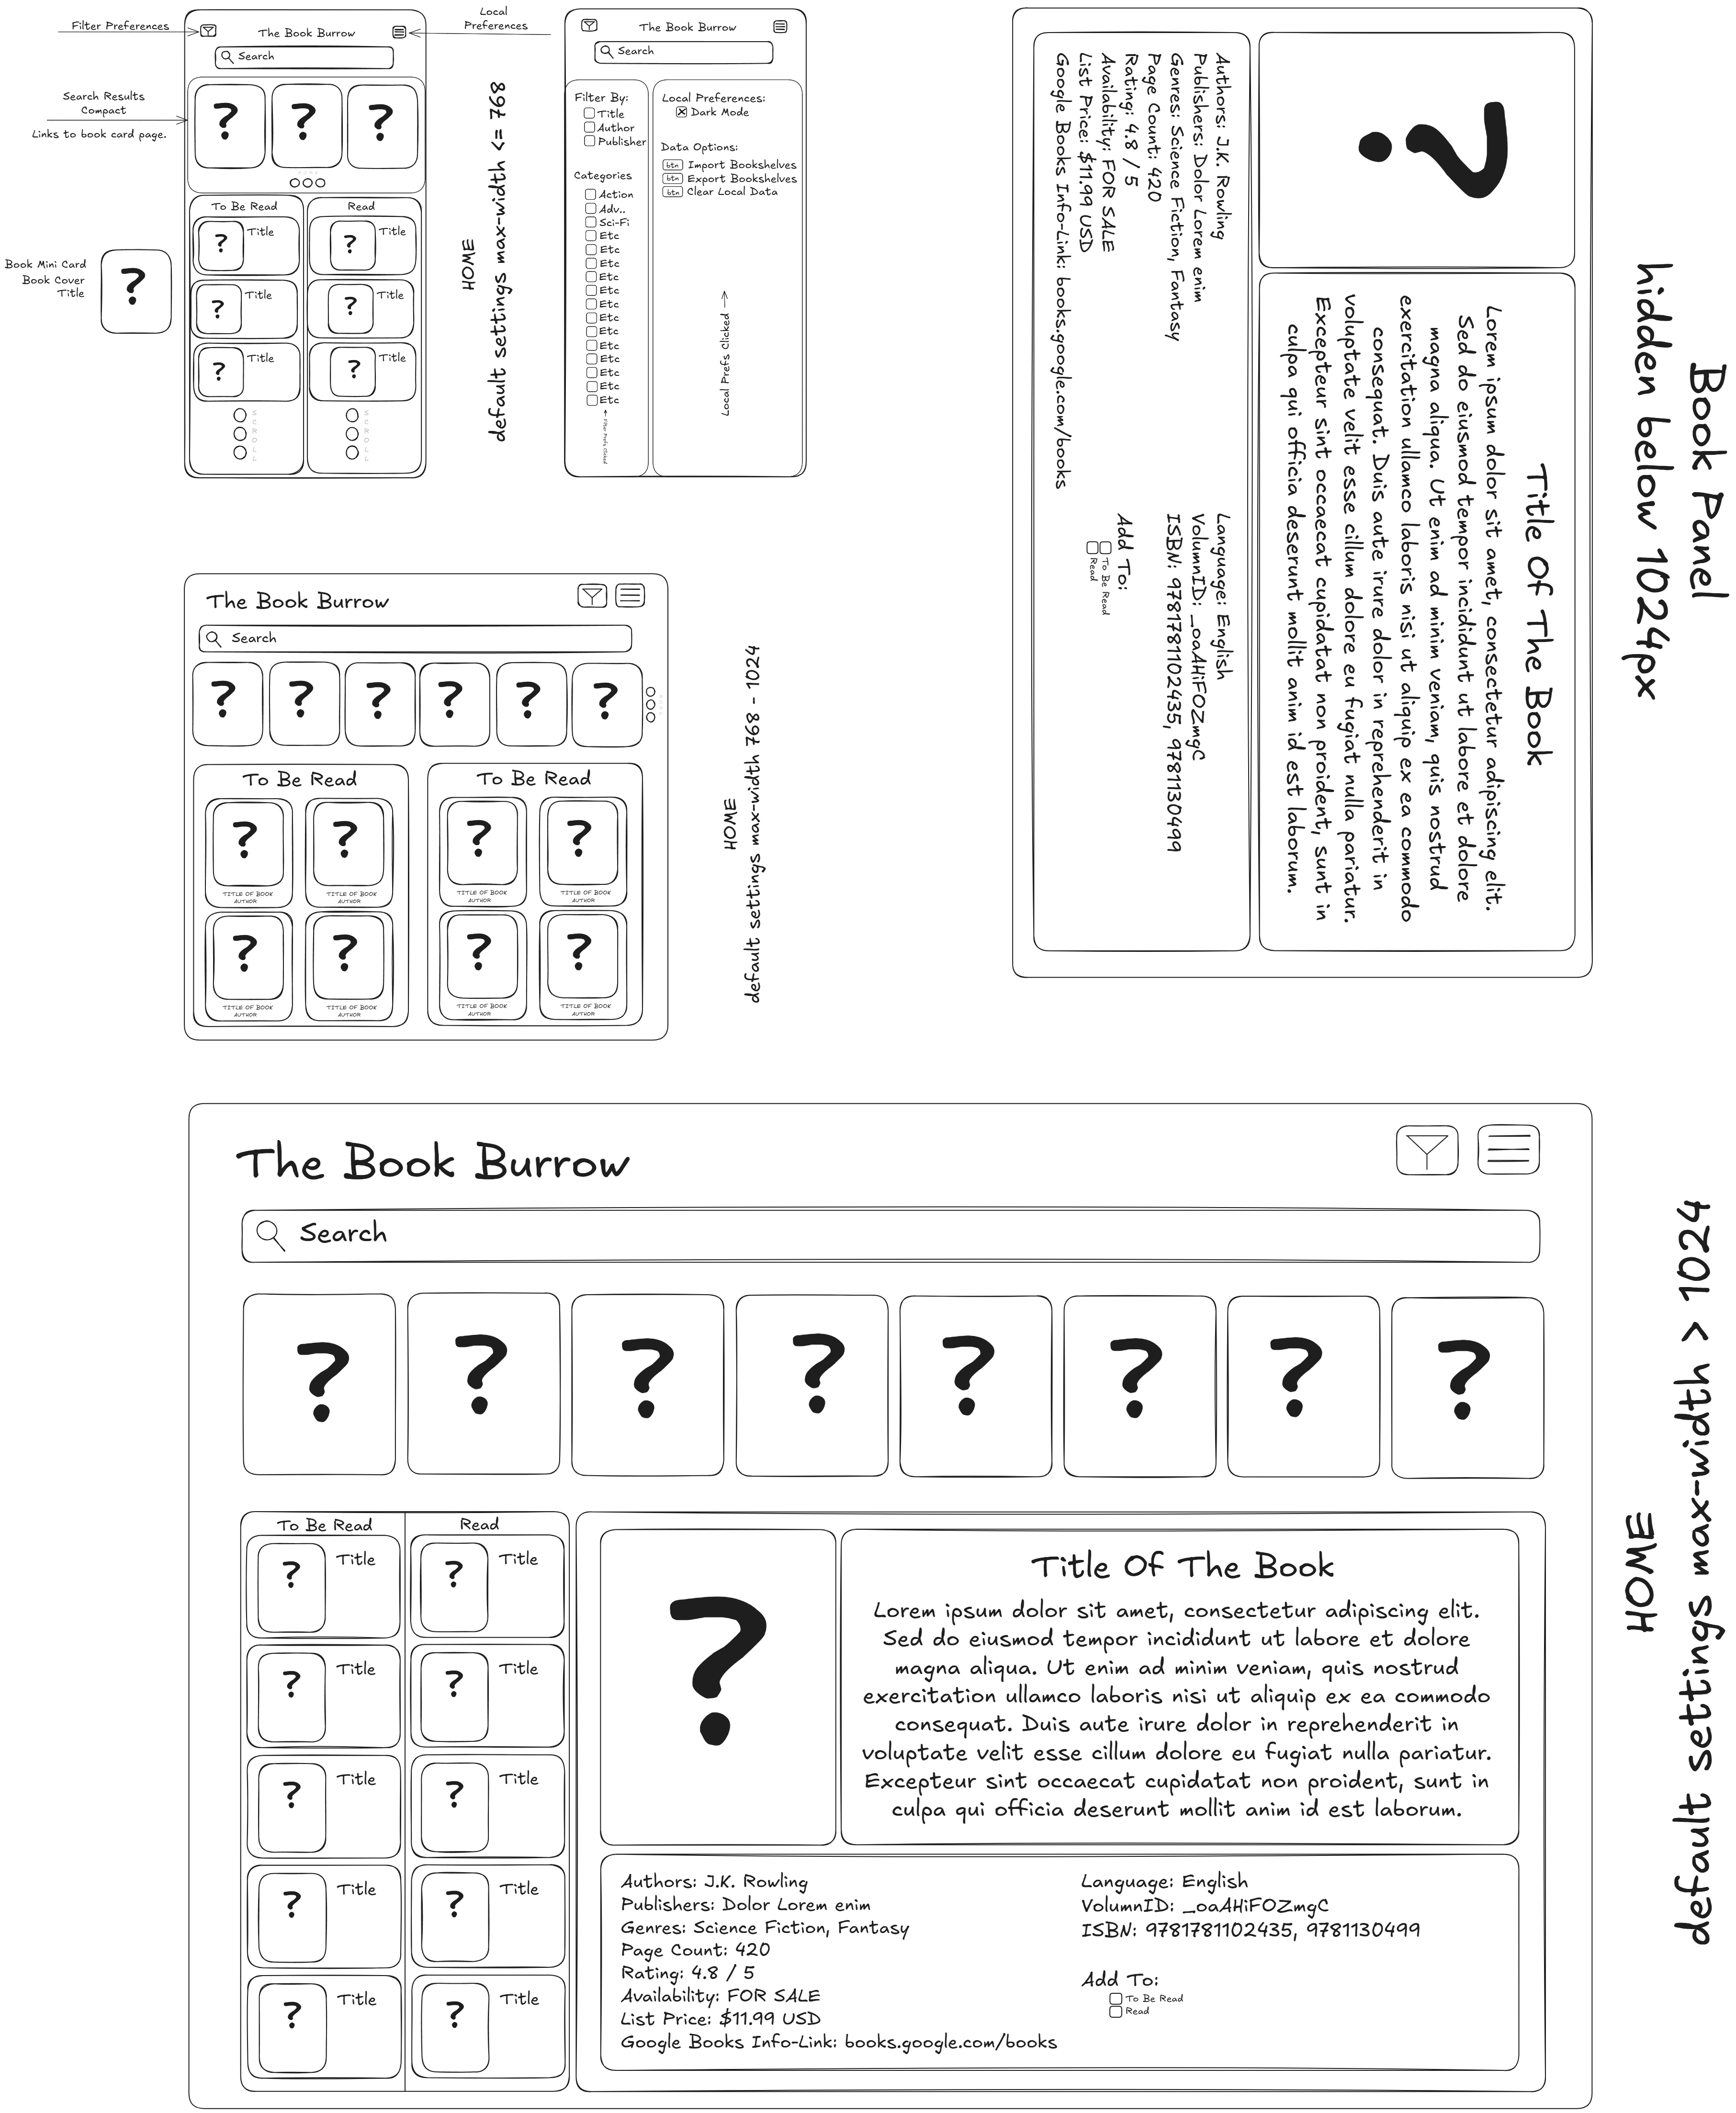 Filter Preferences
Local
Preferences
The Book Burrow
Search
Search Results
Compact
Links to book card page.
?
?
?
To Be Read
Read
? Title
? Title
? Title
? Title
? Title
? Title
SCROLL
SCROLL
Book Mini Card
Book Cover
Title
?
HOME
default settings max-width <= 768
The Book Burrow
Search
Filter By:
Title
Author
Publisher
Categories
Action
Adv..
Sci-Fi
Etc
Etc
Etc
Etc
Etc
Etc
Etc
Etc
Etc
Etc
Etc
Etc
Etc
Filter Prefs Clicked
Local Preferences:
Dark Mode
Data Options:
btn Import Bookshelves
btn Export Bookshelves
btn Clear Local Data
Local Prefs Clicked
Book Panel
hidden below 1024px
?
Title Of The Book
Lorem ipsum dolor sit amet, consectetur adipiscing elit.
Sed do eiusmod tempor incididunt ut labore et dolore
magna aliqua. Ut enim ad minim veniam, quis nostrud
exercitation ullamco laboris nisi ut aliquip ex ea commodo
consequat. Duis aute irure dolor in reprehenderit in
voluptate velit esse cillum dolore eu fugiat nulla pariatur.
Excepteur sint occaecat cupidatat non proident, sunt in
culpa qui officia deserunt mollit anim id est laborum.
Authors: J.K. Rowling
Publishers: Dolor Lorem enim
Genres: Science Fiction, Fantasy
Page Count: 420
Rating: 4.8 / 5
Availability: FOR SALE
List Price: $11.99 USD
Google Books Info-Link: books.google.com/books
Language: English
VolumnID: _oaAHiFOZmgC
ISBN: 9781781102435, 9781130499
Add To:
To Be Read
Read
The Book Burrow
Search
?
?
?
?
?
?
To Be Read
To Be Read
?
TITLE OF BOOK
AUTHOR
?
TITLE OF BOOK
AUTHOR
?
TITLE OF BOOK
AUTHOR
?
TITLE OF BOOK
AUTHOR
?
TITLE OF BOOK
AUTHOR
?
TITLE OF BOOK
AUTHOR
?
TITLE OF BOOK
AUTHOR
?
TITLE OF BOOK
AUTHOR
HOME
default settings max-width 768 - 1024
The Book Burrow
Search
?
?
?
?
?
?
?
?
To Be Read
Read
? Title
? Title
? Title
? Title
? Title
? Title
? Title
? Title
? Title
? Title
?
Title Of The Book
Lorem ipsum dolor sit amet, consectetur adipiscing elit.
Sed do eiusmod tempor incididunt ut labore et dolore
magna aliqua. Ut enim ad minim veniam, quis nostrud
exercitation ullamco laboris nisi ut aliquip ex ea commodo
consequat. Duis aute irure dolor in reprehenderit in
voluptate velit esse cillum dolore eu fugiat nulla pariatur.
Excepteur sint occaecat cupidatat non proident, sunt in
culpa qui officia deserunt mollit anim id est laborum.
Authors: J.K. Rowling
Publishers: Dolor Lorem enim
Genres: Science Fiction, Fantasy
Page Count: 420
Rating: 4.8 / 5
Availability: FOR SALE
List Price: $11.99 USD
Google Books Info-Link: books.google.com/books
Language: English
VolumnID: _oaAHiFOZmgC
ISBN: 9781781102435, 9781130499
Add To:
To Be Read
Read
HOME
default settings max-width > 1024